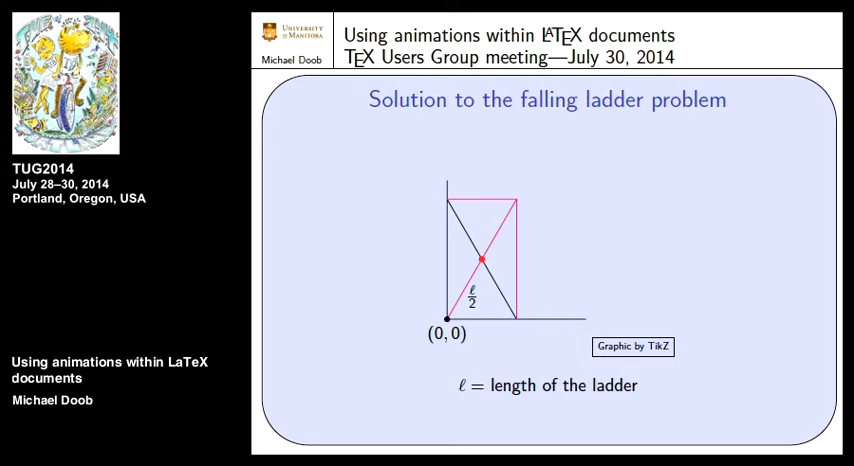 TUG2014
July 28–30, 2014
Portland, Oregon, USA
Using animations within LaTeX
documents
Michael Doob
UNIVERSITY
OF MANITOBA
Michael Doob
Using animations within LATEX documents
TEX Users Group meeting—July 30, 2014
Solution to the falling ladder problem
ℓ
2
(0, 0)
Graphic by TikZ
ℓ = length of the ladder